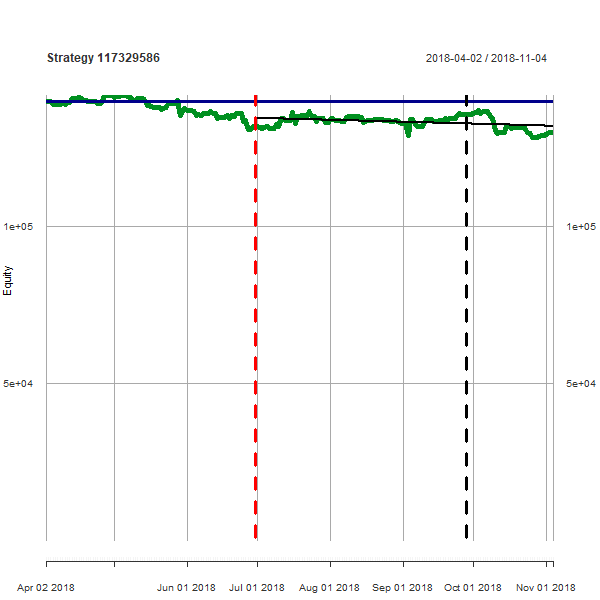 Strategy 117329586
2018-04-02 / 2018-11-04
1e+05
1e+05
Equity
5e+04
5e+04
Apr 02 2018
Jun 01 2018
Jul 01 2018
Aug 01 2018
Sep 01 2018
Oct 01 2018
Nov 01 2018